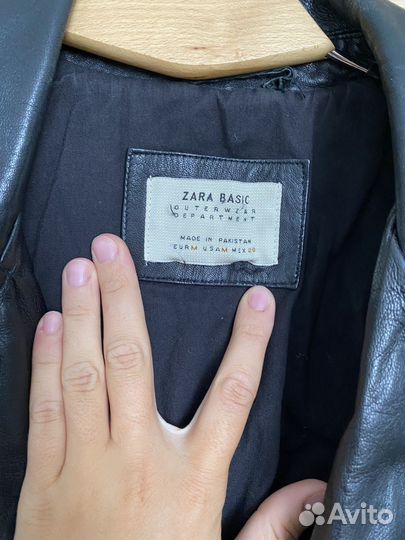 ZARA BASIC
OUTERWEAR
DEPARTMENT
MADE IN PAKISTAN
EUR M USA M MEX 28
Avito